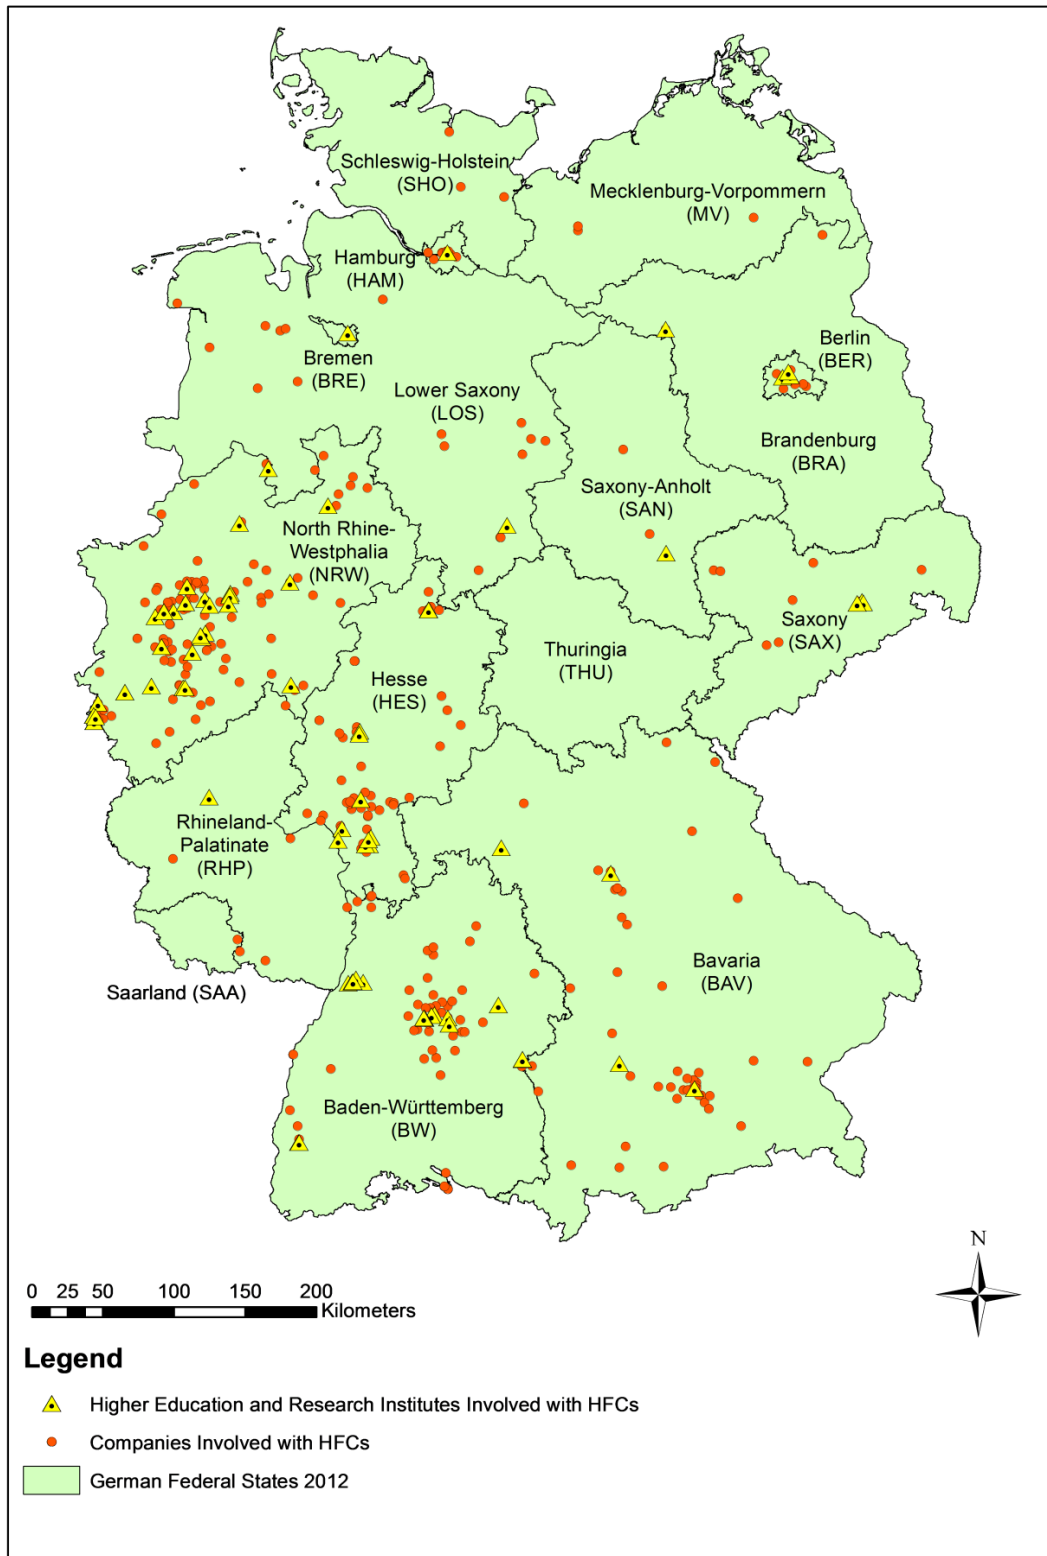 Schleswig-Holstein
(SHO)
Mecklenburg-Vorpommern
(MV)
Hamburg
(HAM)
Bremen
(BRE)
Berlin
(BER)
Lower Saxony
(LOS)
Brandenburg
(BRA)
Saxony-Anholt
(SAN)
North Rhine-
Westphalia
(NRW)
Saxony
(SAX)
Thuringia
(THU)
Hesse
(HES)
Rhineland-
Palatinate
(RHP)
Bavaria
(BAV)
Saarland (SAA)
Baden-Württemberg
(BW)
N
0 25 50 100 150 200
Kilometers
Legend
Higher Education and Research Institutes Involved with HFCs
Companies Involved with HFCs
German Federal States 2012